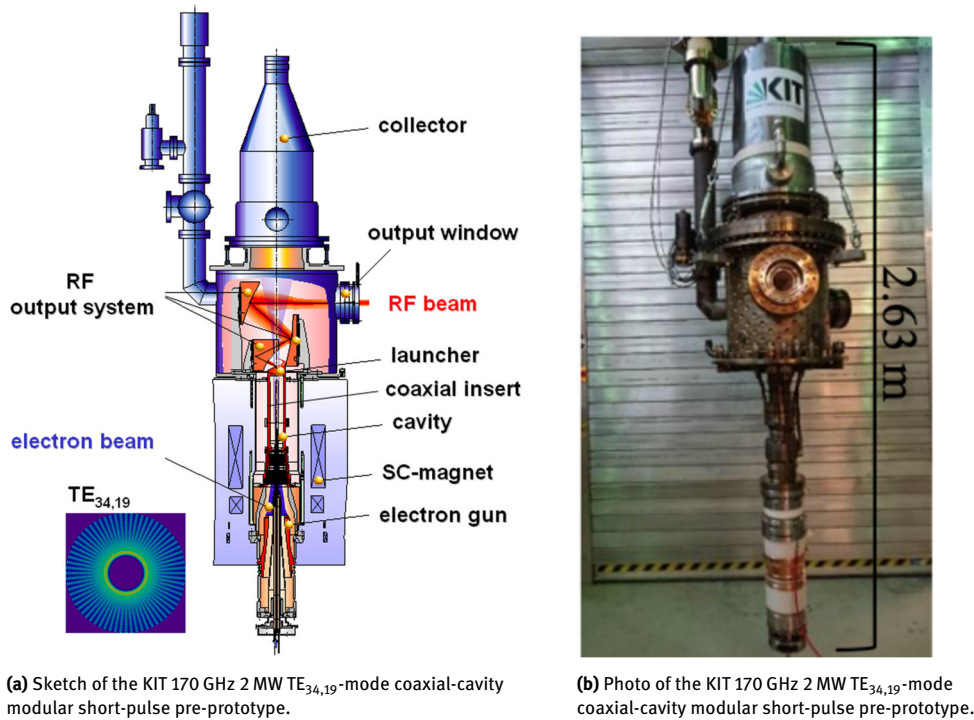 collector
output window
RF
output system
RF beam
launcher
coaxial insert
cavity
electron beam
SC-magnet
TE34,19
electron gun
KIT
2.63 m
(a) Sketch of the KIT 170 GHz 2 MW TE34,19-mode coaxial-cavity
modular short-pulse pre-prototype.
(b) Photo of the KIT 170 GHz 2 MW TE34,19-mode
coaxial-cavity modular short-pulse pre-prototype.